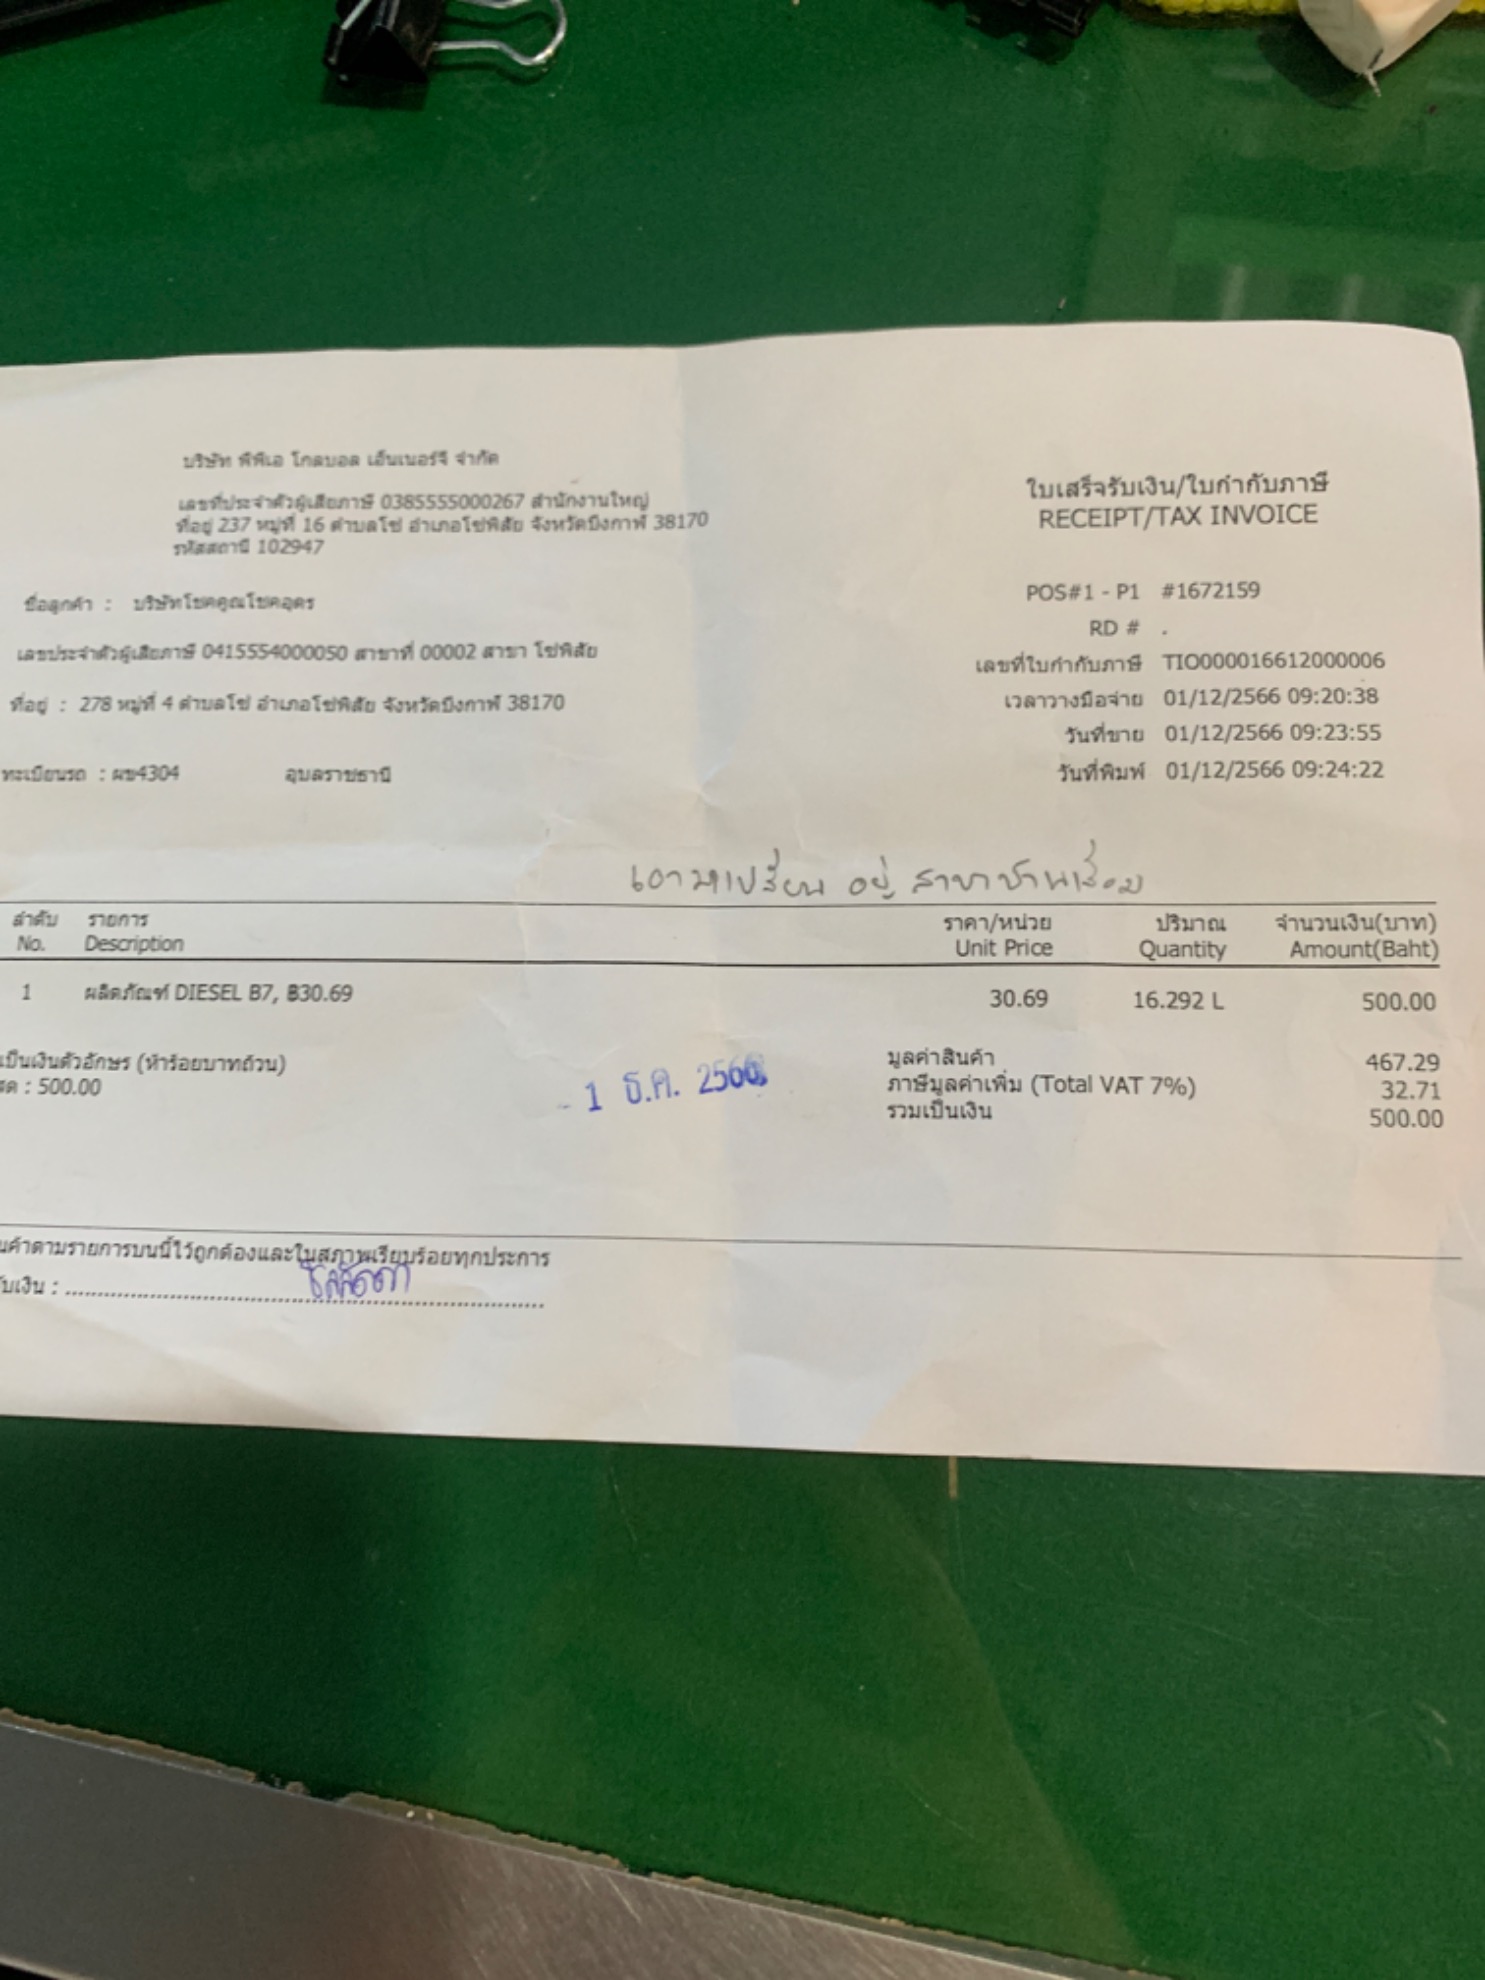 บริษัท พีพีเอ โกลบอล เอ็นเนอร์จี จำกัด
เลขที่ประจำตัวผู้เสียภาษี 0385555000267 สำนักงานใหญ่
ที่อยู่ 237 หมู่ที่ 16 ตำบลโซ่ อำเภอโซ่พิสัย จังหวัดบึงกาฬ 38170
รหัสสถานี 102947
ใบเสร็จรับเงิน/ใบกำกับภาษี
RECEIPT/TAX INVOICE
ชื่อลูกค้า : บริษัทโชคคูณโชคอุดร
เลขประจำตัวผู้เสียภาษี 0415554000050 สาขาที่ 00002 สาขา โซ่พิสัย
ที่อยู่ : 278 หมู่ที่ 4 ตำบลโซ่ อำเภอโซ่พิสัย จังหวัดบึงกาฬ 38170
ทะเบียนรถ : ผข4304 อุบลราชธานี
POS#1 - P1 #1672159
RD # .
เลขที่ใบกำกับภาษี TIO000016612000006
เวลาวางมือจ่าย 01/12/2566 09:20:38
วันที่ขาย 01/12/2566 09:23:55
วันที่พิมพ์ 01/12/2566 09:24:22
เอามาเปลี่ยน อยู่ สาขาบ้านเลื่อม
ลำดับ รายการ ราคา/หน่วย ปริมาณ จำนวนเงิน(บาท)
No. Description Unit Price Quantity Amount(Baht)
1 ผลิตภัณฑ์ DIESEL B7, ฿30.69 30.69 16.292 L 500.00
เป็นเงินตัวอักษร (ห้าร้อยบาทถ้วน)
สด : 500.00
- 1 ธ.ค. 2566
มูลค่าสินค้า 467.29
ภาษีมูลค่าเพิ่ม (Total VAT 7%) 32.71
รวมเป็นเงิน 500.00
นค้าตามรายการบนนี้ไว้ถูกต้องและในสภาพเรียบร้อยทุกประการ
ับเงิน :